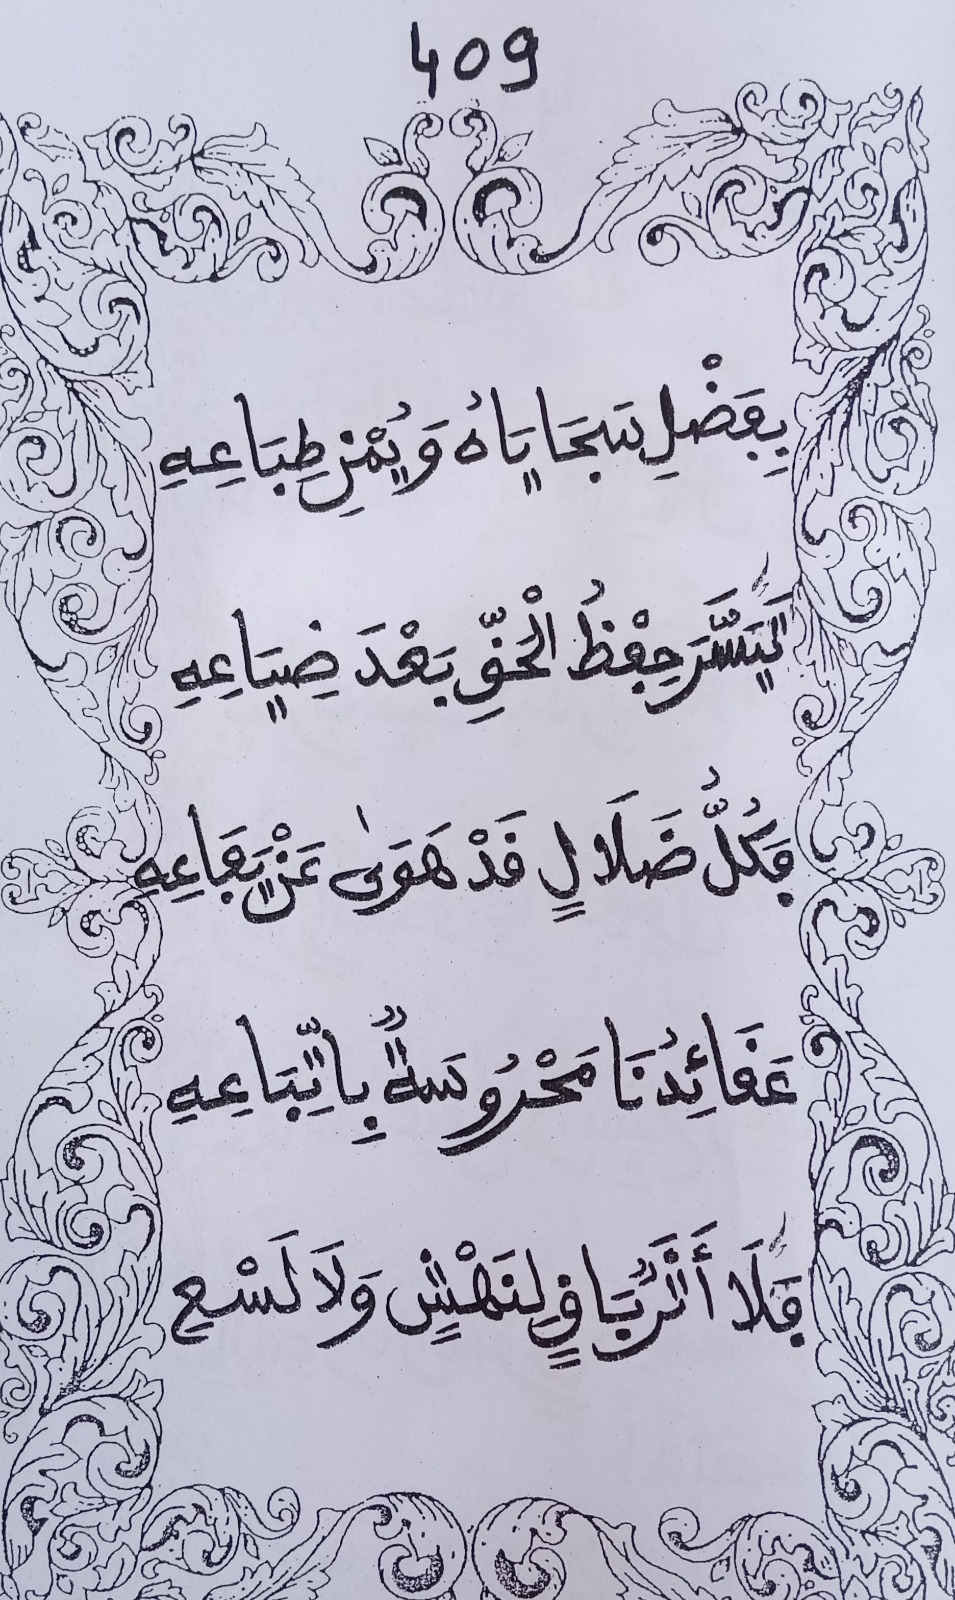 409
بِفَضْلِ سَجَايَاهُ وَيُمْنِ طِبَاعِهِ
تَيَسَّرَ حِفْظُ الْحَقِّ بَعْدَ ضِيَاعِهِ
فَكُلُّ ضَلَالٍ قَدْ هَوَىٰ عَنْ يَفَاعِهِ
عَقَائِدُنَا مَحْرُوسَةٌ بِاتِّبَاعِهِ
فَلَا أَثَرٌ بَاقٍ لِنَهْشٍ وَلَا لَسْعِ